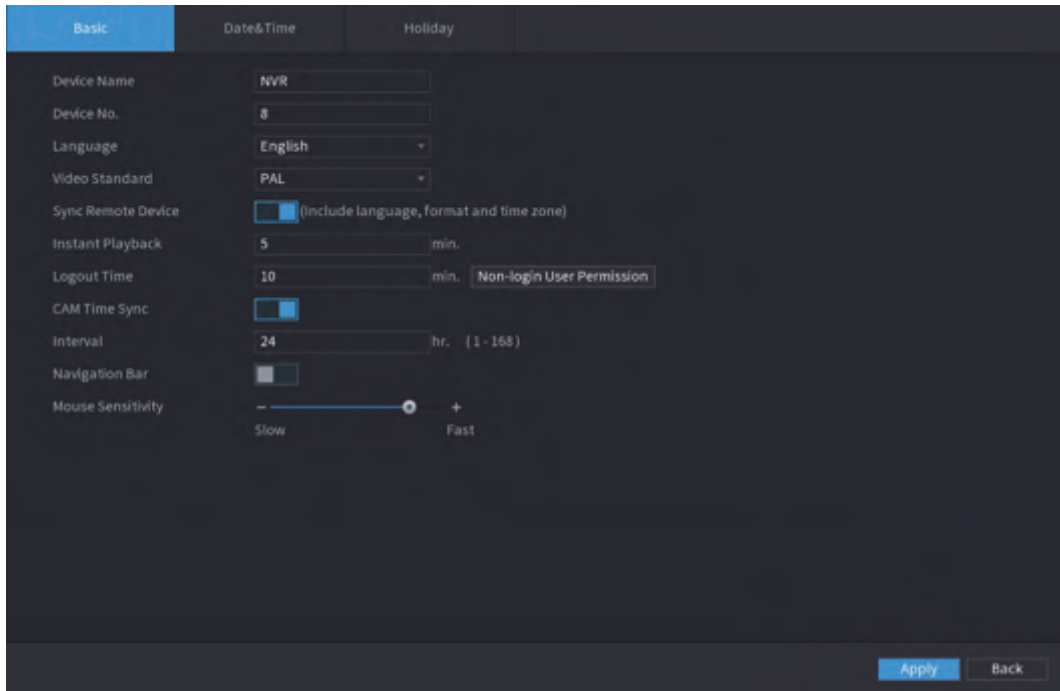 Basic Date&Time Holiday
Device Name NVR
Device No. 8
Language English
Video Standard PAL
Sync Remote Device (Include language, format and time zone)
Instant Playback 5 min.
Logout Time 10 min. Non-login User Permission
CAM Time Sync
Interval 24 hr. (1-168)
Navigation Bar
Mouse Sensitivity − +
Slow Fast
Apply Back